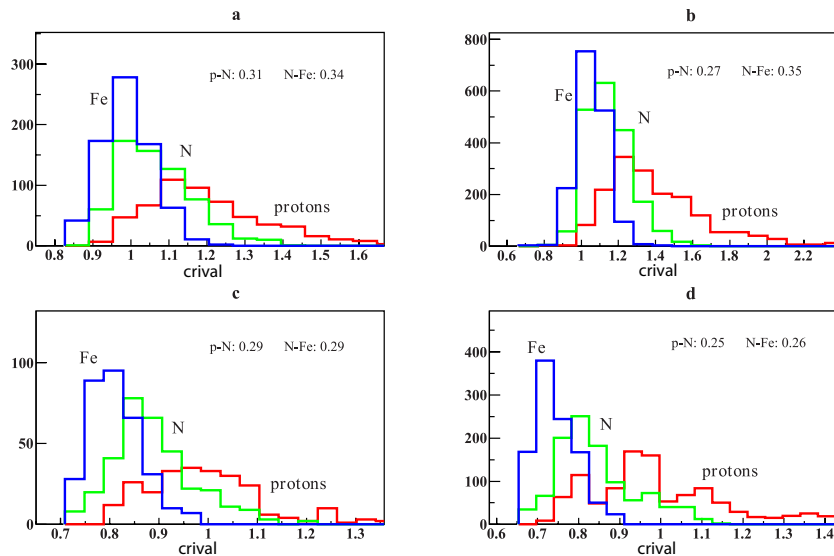 a
300
200
100
0
Fe
N
protons
p-N: 0.31 N-Fe: 0.34
0.8 0.9 1 1.1 1.2 1.3 1.4 1.5 1.6
crival
b
800
600
400
200
0
Fe
N
protons
p-N: 0.27 N-Fe: 0.35
0.6 0.8 1.0 1.2 1.4 1.6 1.8 2 2.2
crival
c
100
50
0
Fe
N
protons
p-N: 0.29 N-Fe: 0.29
0.7 0.8 0.9 1 1.1 1.2 1.3
crival
d
400
300
200
100
0
Fe
N
protons
p-N: 0.25 N-Fe: 0.26
0.6 0.7 0.8 0.9 1 1.1 1.2 1.3 1.4
crival